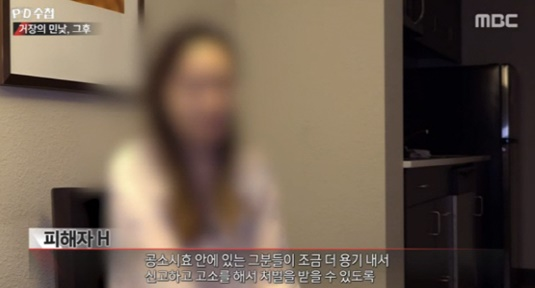 PD수첩
거장의 민낯, 그후
MBC
피해자 H
공소시효 안에 있는 그분들이 조금 더 용기 내서
신고하고 고소를 해서 처벌을 받을 수 있도록